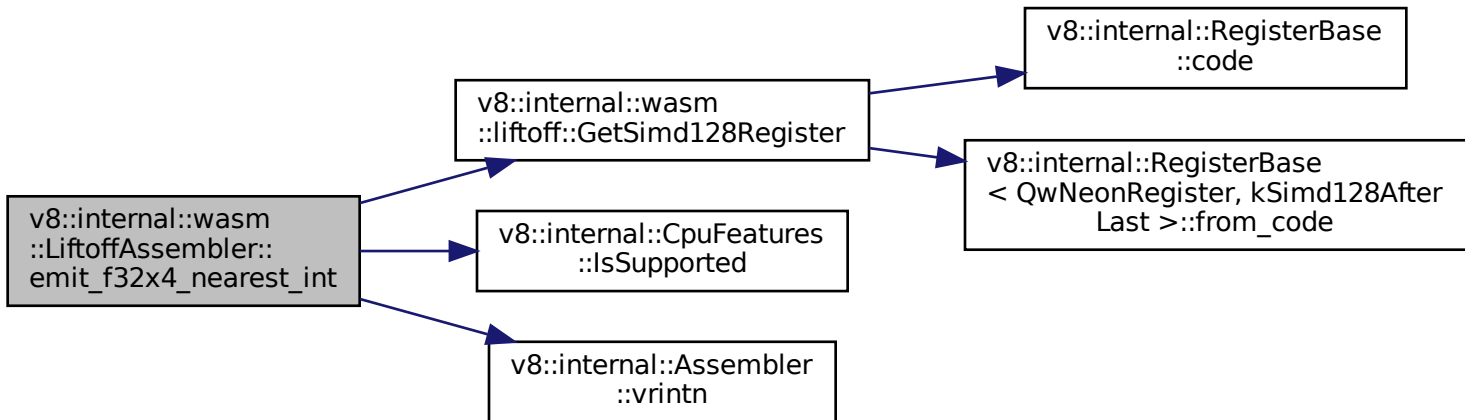 v8::internal::wasm
::LiftoffAssembler::
emit_f32x4_nearest_int
v8::internal::wasm
::liftoff::GetSimd128Register
v8::internal::RegisterBase
::code
v8::internal::RegisterBase
< QwNeonRegister, kSimd128After
Last >::from_code
v8::internal::CpuFeatures
::IsSupported
v8::internal::Assembler
::vrintn